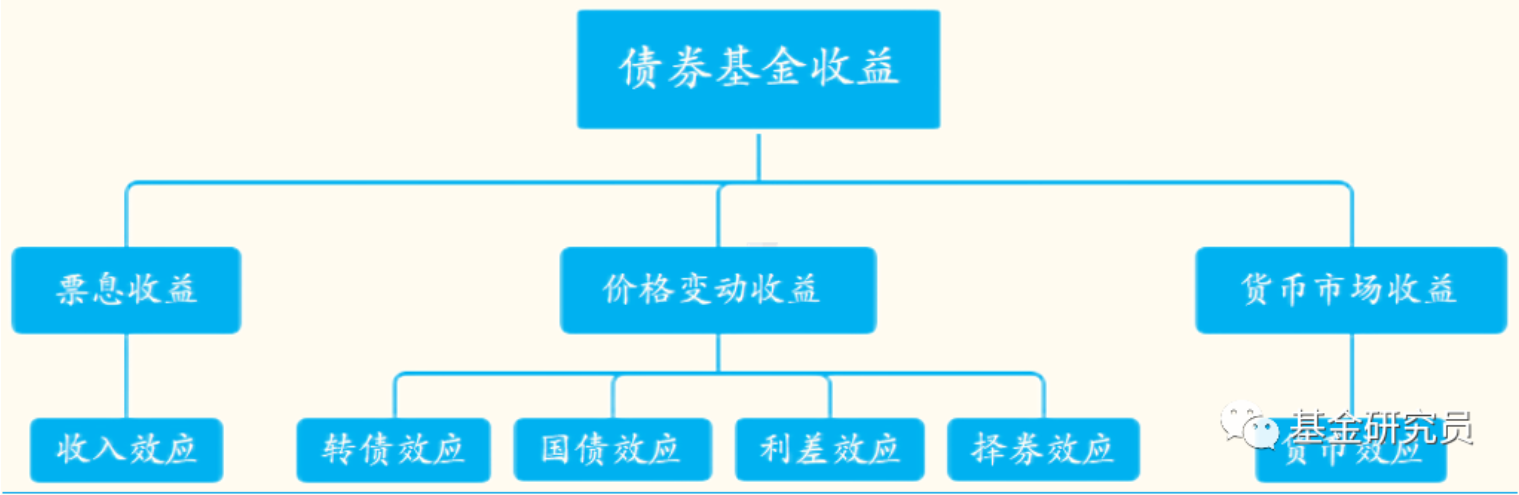 债券基金收益
票息收益
价格变动收益
货币市场收益
收入效应
转债效应
国债效应
利差效应
择券效应
货币效应
基金研究员